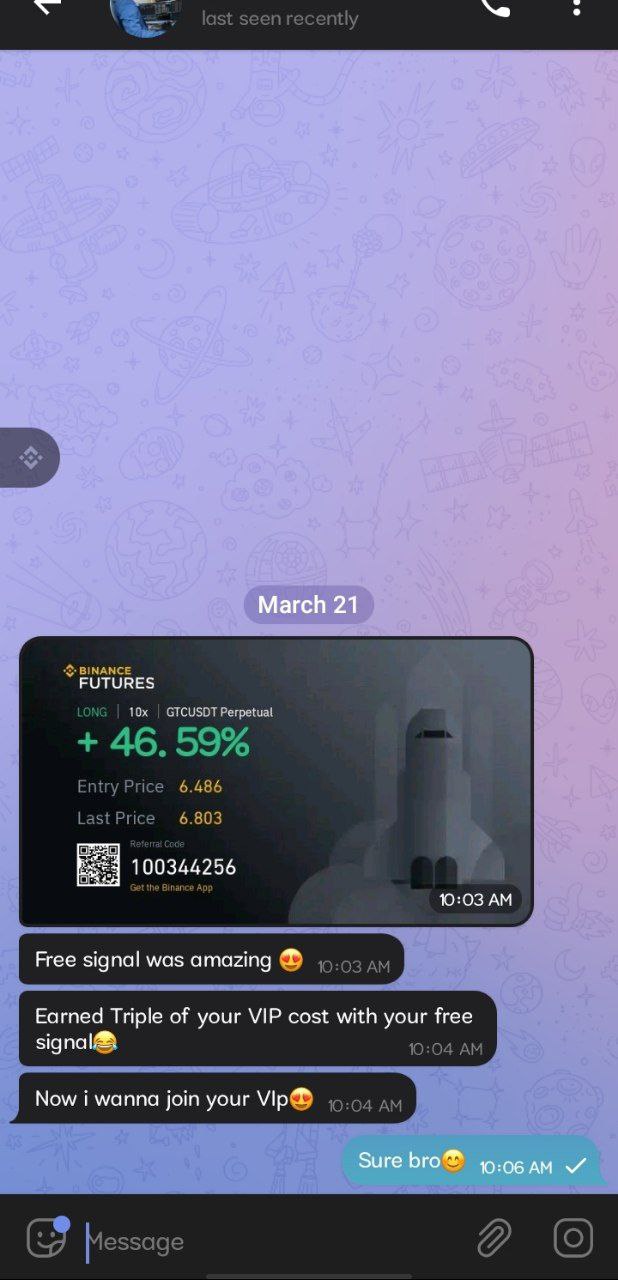 last seen recently
March 21
BINANCE
FUTURES
LONG | 10x | GTCUSDT Perpetual
+ 46. 59%
Entry Price 6.486
Last Price 6.803
Referral Code
100344256
Get the Binance App
10:03 AM
Free signal was amazing 😍 10:03 AM
Earned Triple of your VIP cost with your free
signal😂 10:04 AM
Now i wanna join your VIp😍 10:04 AM
Sure bro😊 10:06 AM
Message